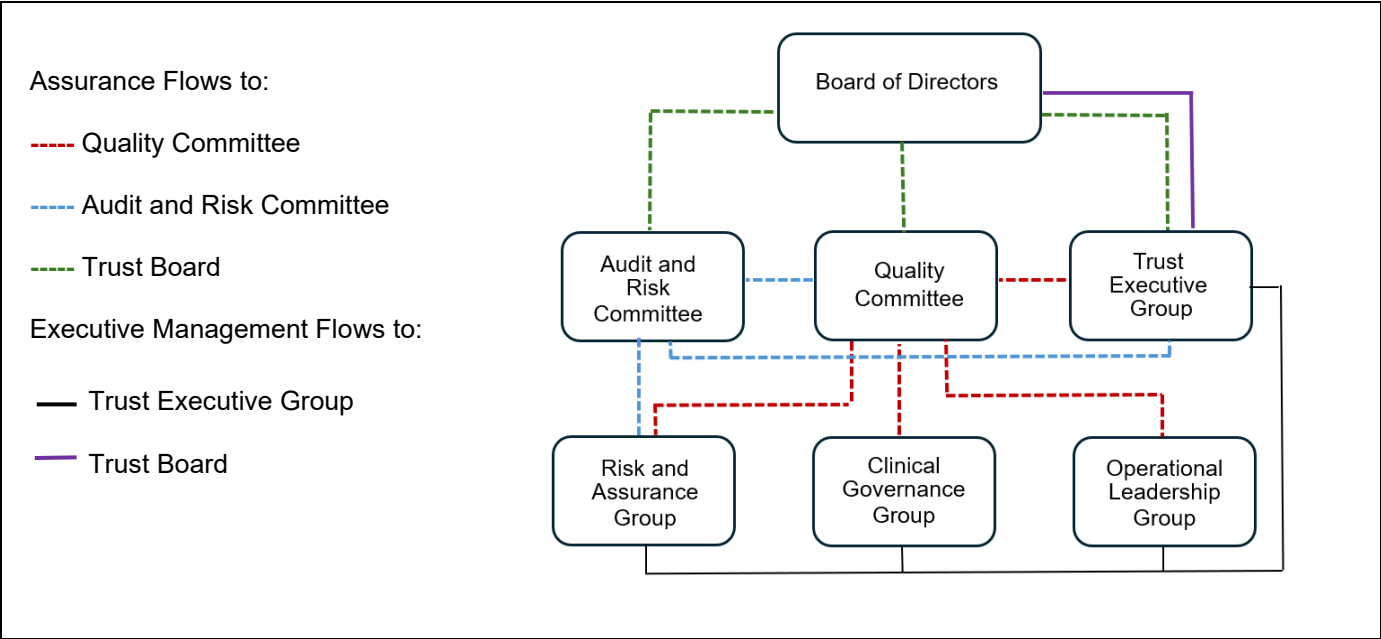 Assurance Flows to:
Quality Committee
Audit and Risk Committee
Trust Board
Executive Management Flows to:
Trust Executive Group
Trust Board
Board of Directors
Audit and
Risk
Committee
Quality
Committee
Trust
Executive
Group
Risk and
Assurance
Group
Clinical
Governance
Group
Operational
Leadership
Group